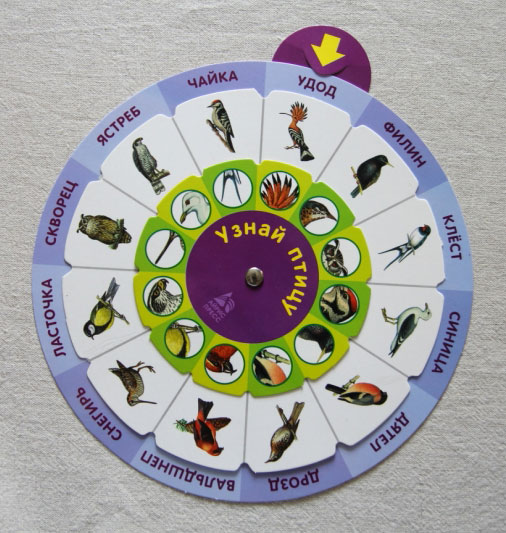 УДОД
ФИЛИН
КЛЁСТ
СИНИЦА
ДЯТЕЛ
ДРОЗД
ВАЛЬДШНЕП
СНЕГИРЬ
ЛАСТОЧКА
СКВОРЕЦ
ЯСТРЕБ
ЧАЙКА
Узнай птицу